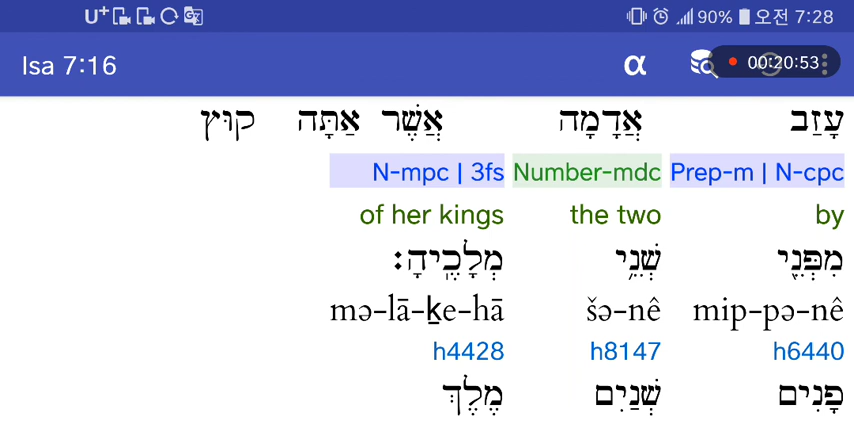 U+ 90% 오전 7:28
Isa 7:16 α 00:20:53
עָזַב אֲדָמָה אֲשֶׁר אַתָּה קוּץ
Prep-m | N-cpc Number-mdc N-mpc | 3fs
by the two of her kings
מִפְּנֵ֖י שְׁנֵ֥י מְלָכֶֽיהָ׃
mip-pə-nê šə-nê mə-lā-ḵe-hā
h6440 h8147 h4428
פָנִים שְׁנַיִם מֶלֶךְ